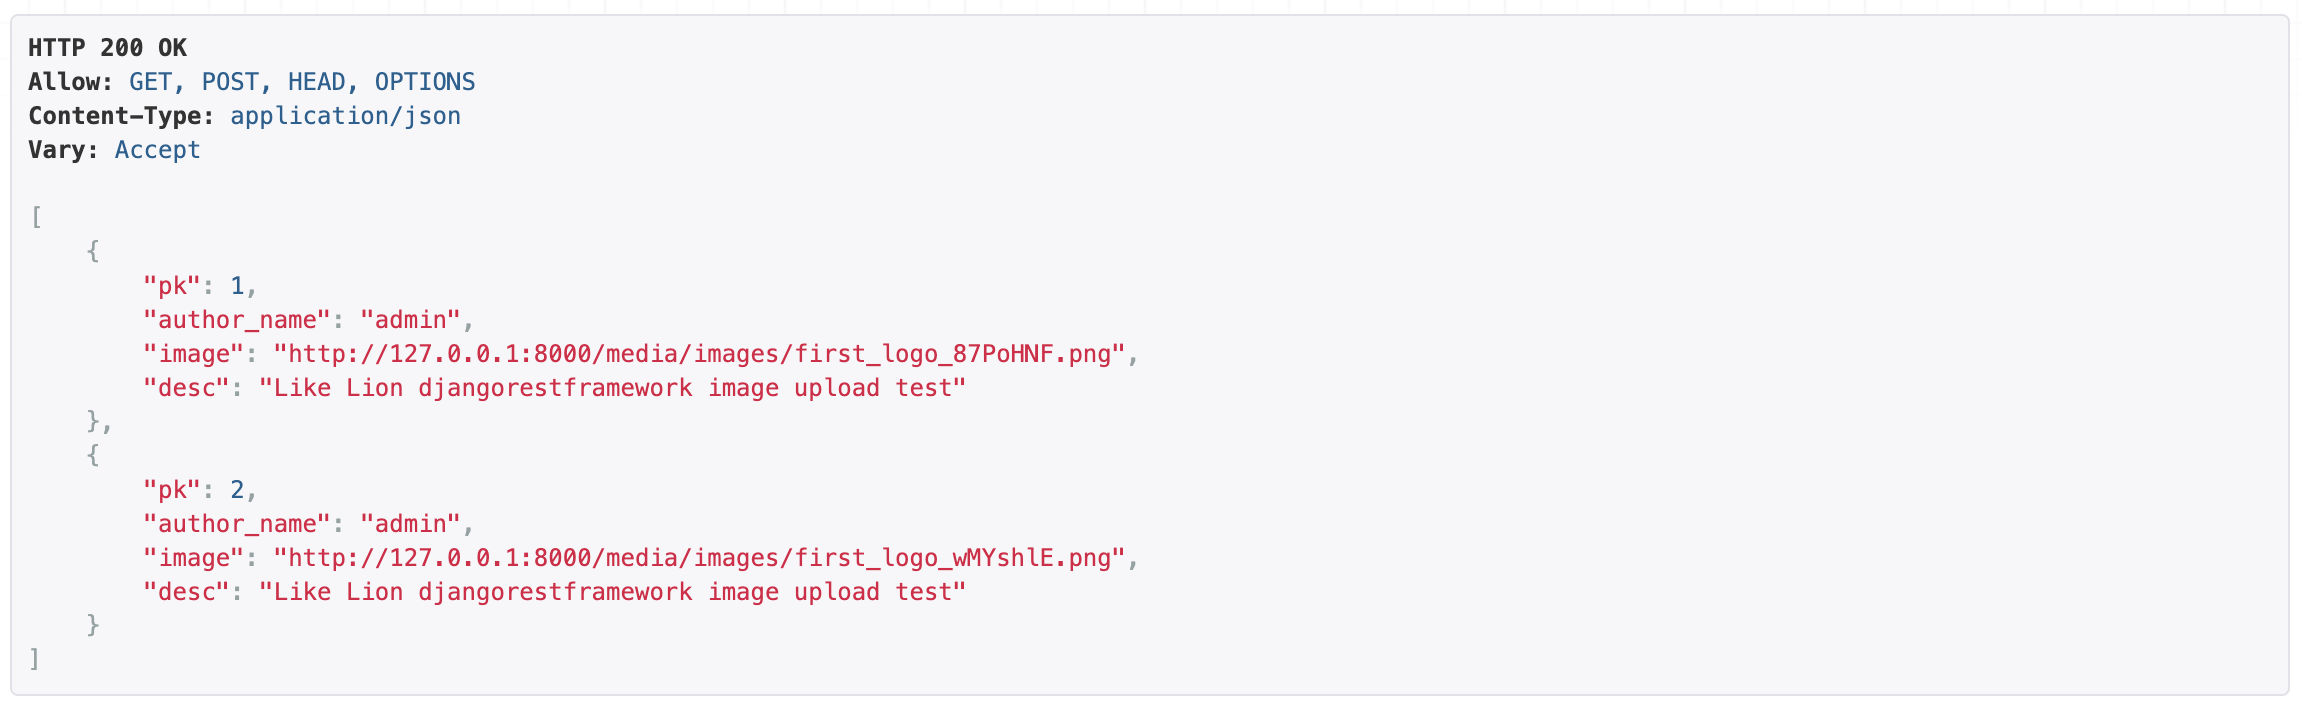 HTTP 200 OK
Allow: GET, POST, HEAD, OPTIONS
Content-Type: application/json
Vary: Accept
[
    {
        "pk": 1,
        "author_name": "admin",
        "image": "http://127.0.0.1:8000/media/images/first_logo_87PoHNF.png",
        "desc": "Like Lion djangorestframework image upload test"
    },
    {
        "pk": 2,
        "author_name": "admin",
        "image": "http://127.0.0.1:8000/media/images/first_logo_wMYshlE.png",
        "desc": "Like Lion djangorestframework image upload test"
    }
]